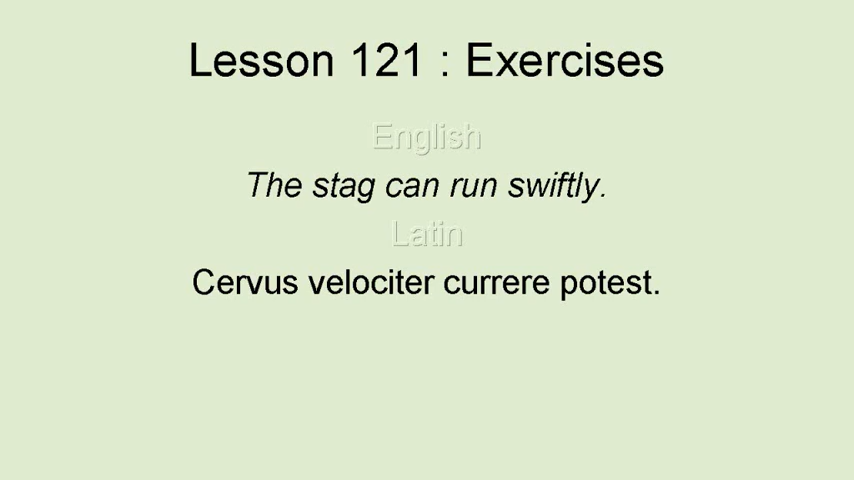 Lesson 121 : Exercises
English
The stag can run swiftly.
Latin
Cervus velociter currere potest.